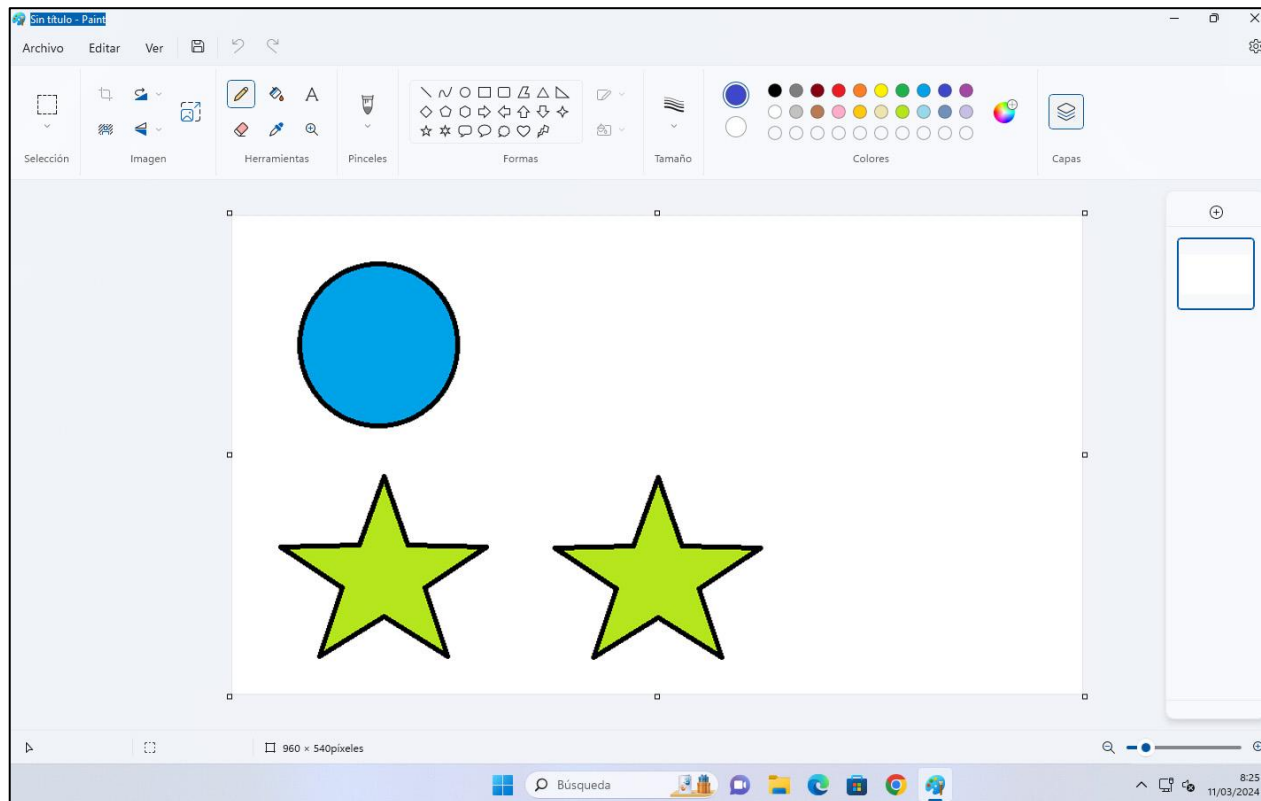 Sin título - Paint
Archivo Editar Ver
A
Selección Imagen Herramientas Pinceles Formas Tamaño Colores Capas
960 × 540píxeles
Búsqueda
8:25
11/03/2024